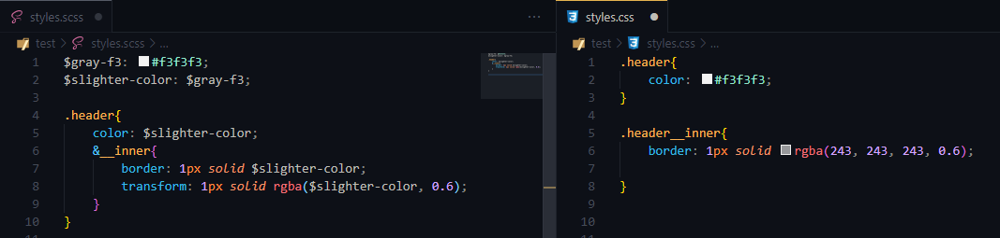 styles.scss
...
test > styles.scss > ...
1 $gray-f3: #f3f3f3;
2 $slighter-color: $gray-f3;
3
4 .header{
5 color: $slighter-color;
6 &__inner{
7 border: 1px solid $slighter-color;
8 transform: 1px solid rgba($slighter-color, 0.6);
9 }
10 }
styles.css
test > styles.css > ...
1 .header{
2 color: #f3f3f3;
3 }
4
5 .header__inner{
6 border: 1px solid rgba(243, 243, 243, 0.6);
7
8 }
9
10